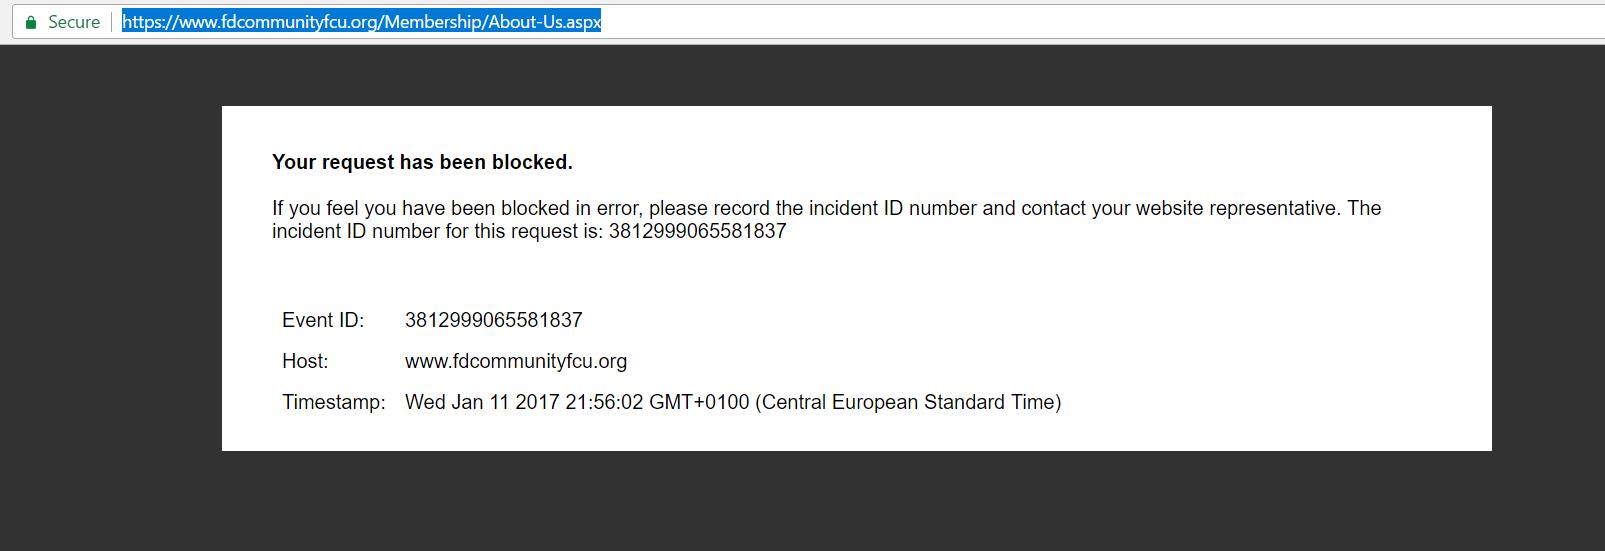 Secure https://www.fdcommunityfcu.org/Membership/About-Us.aspx
Your request has been blocked.
If you feel you have been blocked in error, please record the incident ID number and contact your website representative. The
incident ID number for this request is: 3812999065581837
Event ID: 3812999065581837
Host: www.fdcommunityfcu.org
Timestamp: Wed Jan 11 2017 21:56:02 GMT+0100 (Central European Standard Time)